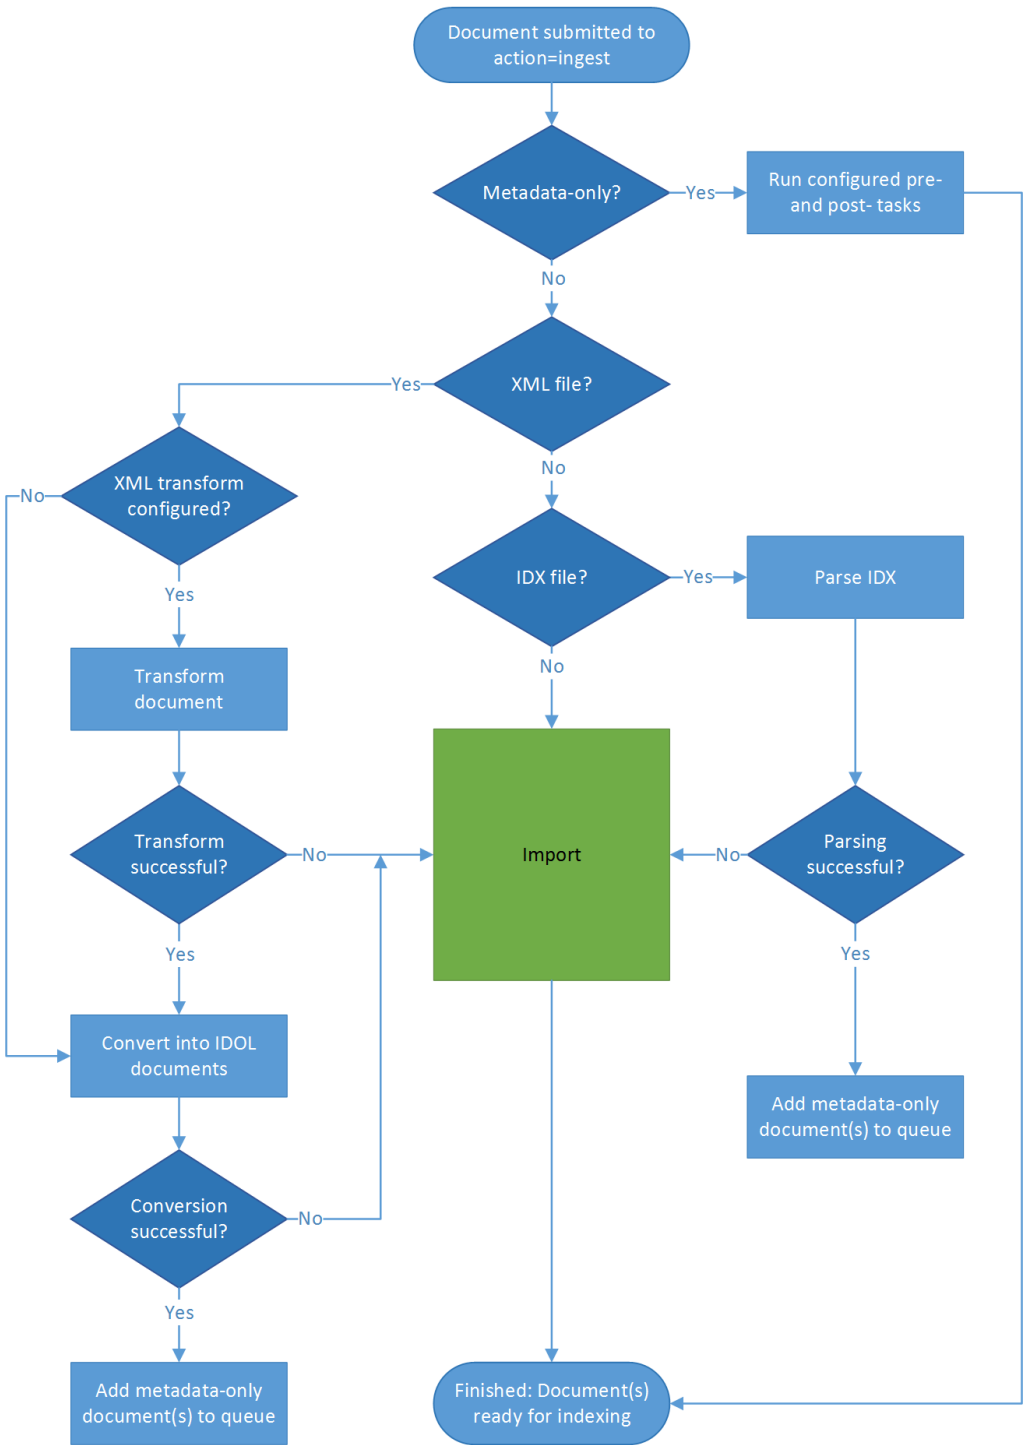 Document submitted to
action=ingest
Metadata-only?
Yes
Run configured pre-
and post- tasks
No
XML file?
Yes
No
XML transform
configured?
No
Yes
IDX file?
Yes
Parse IDX
No
Transform
document
Transform
successful?
No
Import
No
Parsing
successful?
Yes
Yes
Convert into IDOL
documents
Add metadata-only
document(s) to queue
Conversion
successful?
No
Yes
Add metadata-only
document(s) to queue
Finished: Document(s)
ready for indexing